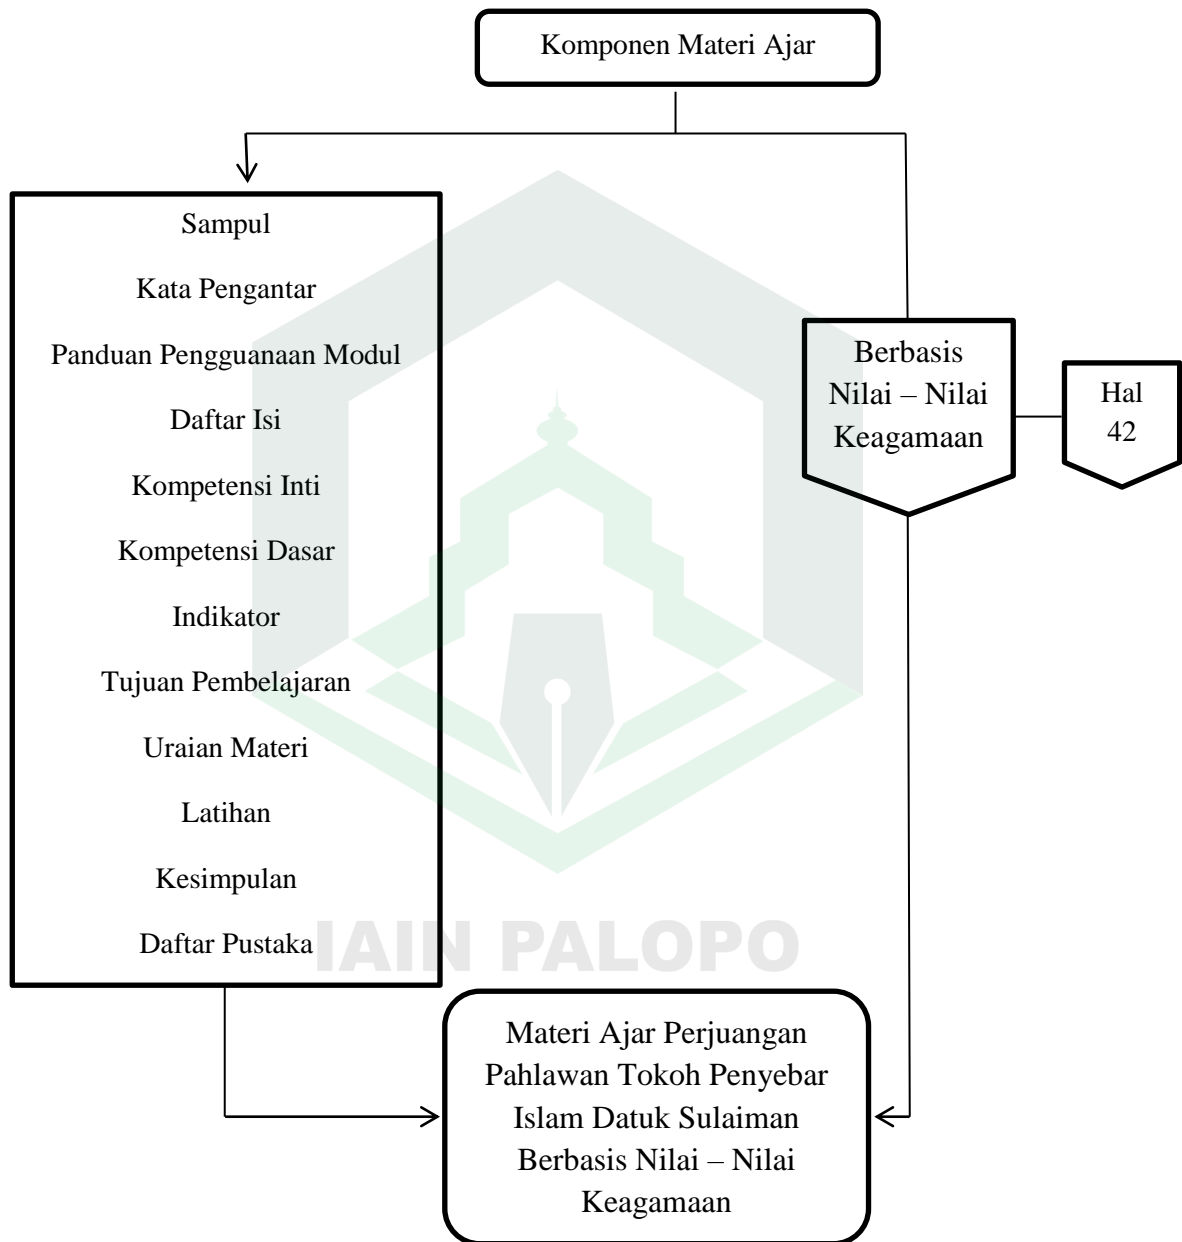 Komponen Materi Ajar
Sampul
Kata Pengantar
Panduan Pengguanaan Modul
Daftar Isi
Kompetensi Inti
Kompetensi Dasar
Indikator
Tujuan Pembelajaran
Uraian Materi
Latihan
Kesimpulan
Daftar Pustaka
Berbasis
Nilai – Nilai
Keagamaan
Hal
42
IAIN PALOPO
Materi Ajar Perjuangan
Pahlawan Tokoh Penyebar
Islam Datuk Sulaiman
Berbasis Nilai – Nilai
Keagamaan